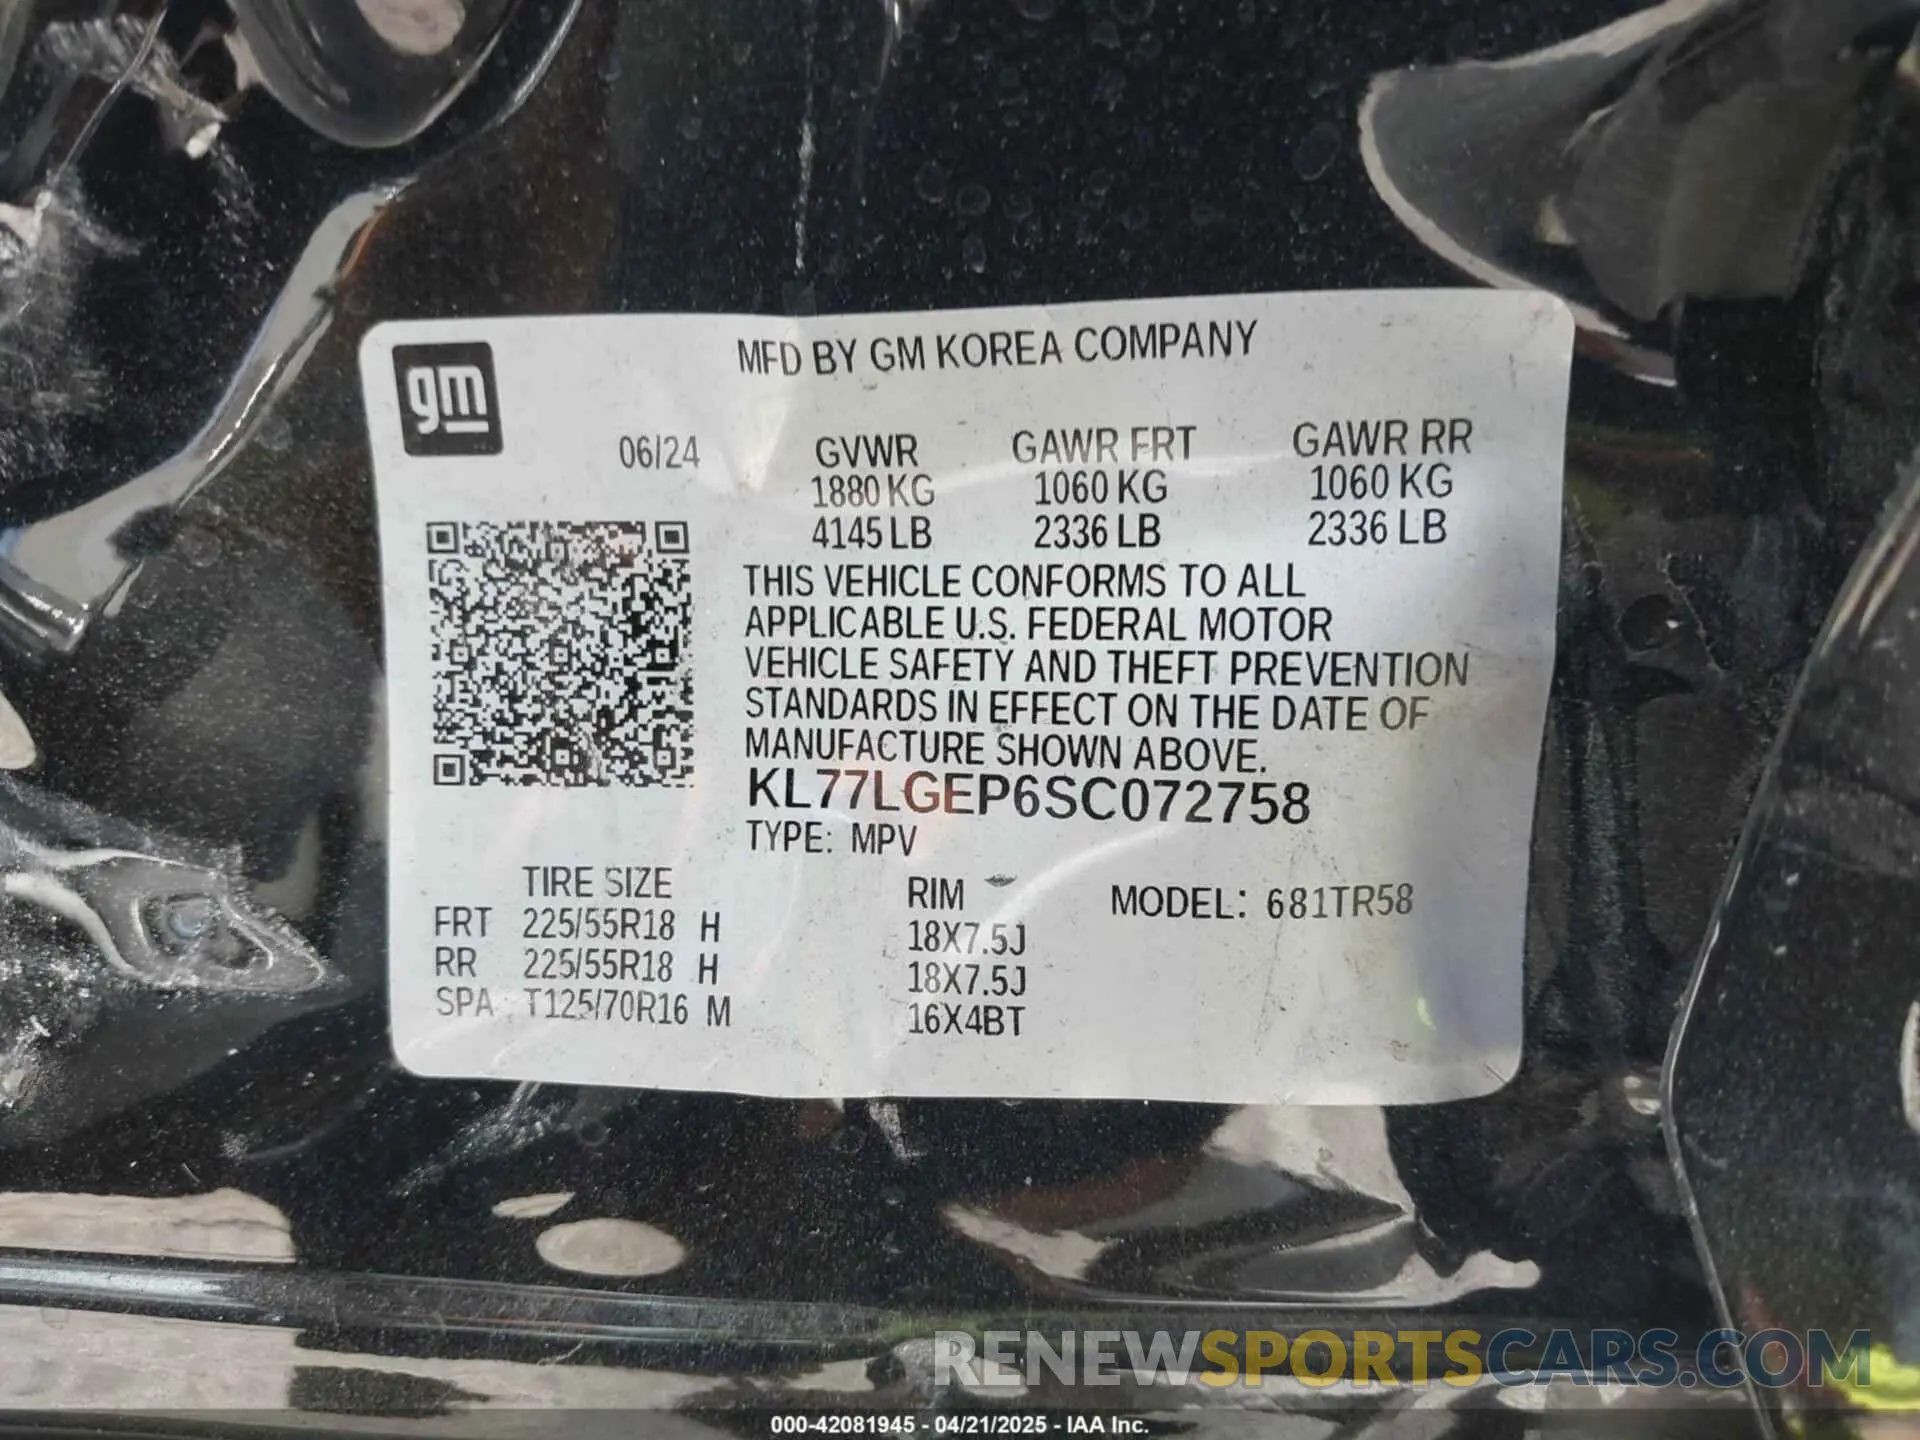 MFD BY GM KOREA COMPANY
gm
06/24 GVWR GAWR FRT GAWR RR
1880 KG 1060 KG 1060 KG
4145 LB 2336 LB 2336 LB
THIS VEHICLE CONFORMS TO ALL
APPLICABLE U.S. FEDERAL MOTOR
VEHICLE SAFETY AND THEFT PREVENTION
STANDARDS IN EFFECT ON THE DATE OF
MANUFACTURE SHOWN ABOVE.
KL77LGEP6SC072758
TYPE: MPV
TIRE SIZE RIM MODEL: 681TR58
FRT 225/55R18 H 18X7.5J
RR 225/55R18 H 18X7.5J
SPA T125/70R16 M 16X4BT
RENEWSPORTSCARS.COM
000-42081945 - 04/21/2025 - IAA Inc.